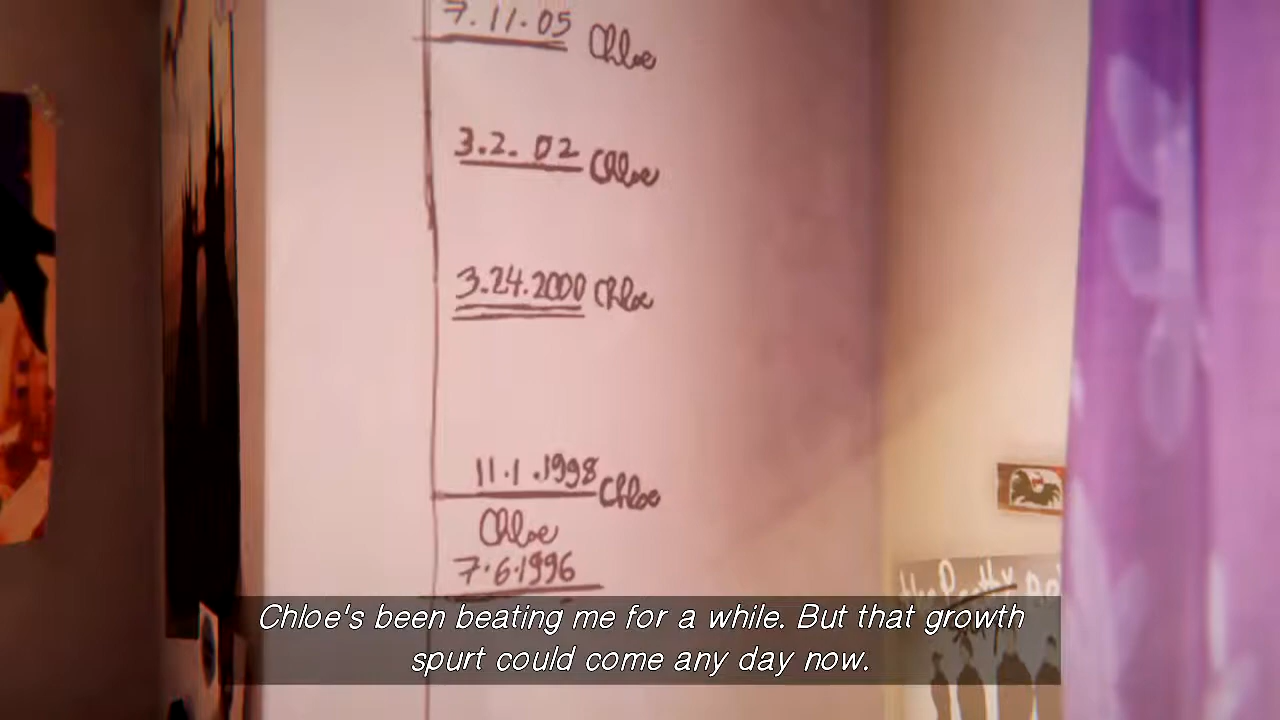 7.11.05 Chloe
3.2.02 Chloe
3.24.2000 Chloe
11.1.1998 Chloe
Chloe
7.6.1996
the
Chloe's been beating me for a while. But that growth
spurt could come any day now.